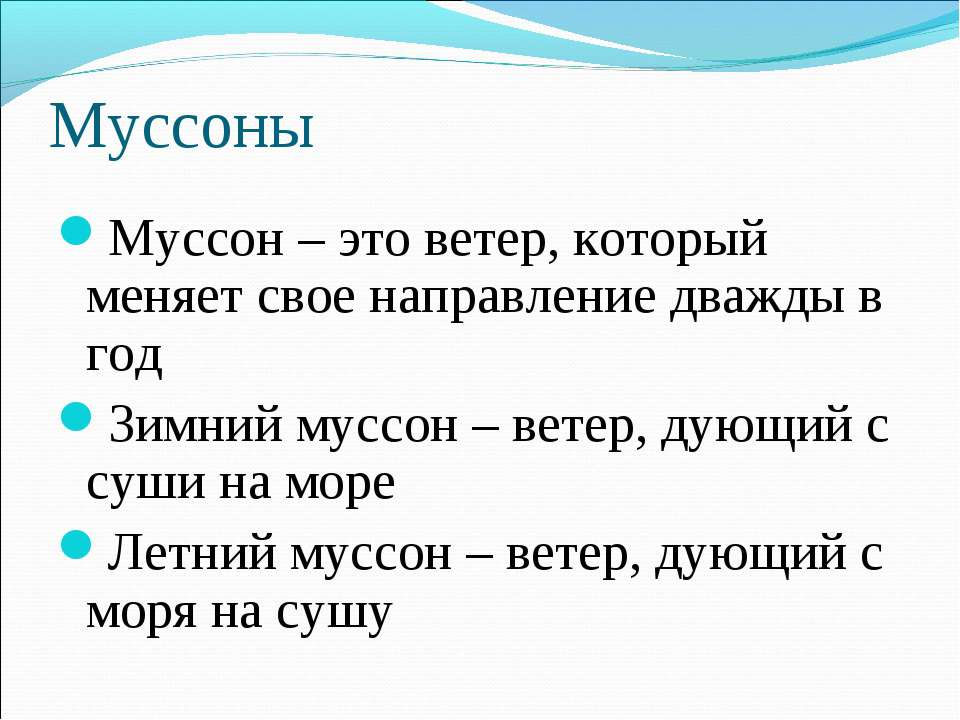 Муссоны
Муссон – это ветер, который
меняет свое направление дважды в
год
Зимний муссон – ветер, дующий с
суши на море
Летний муссон – ветер, дующий с
моря на сушу